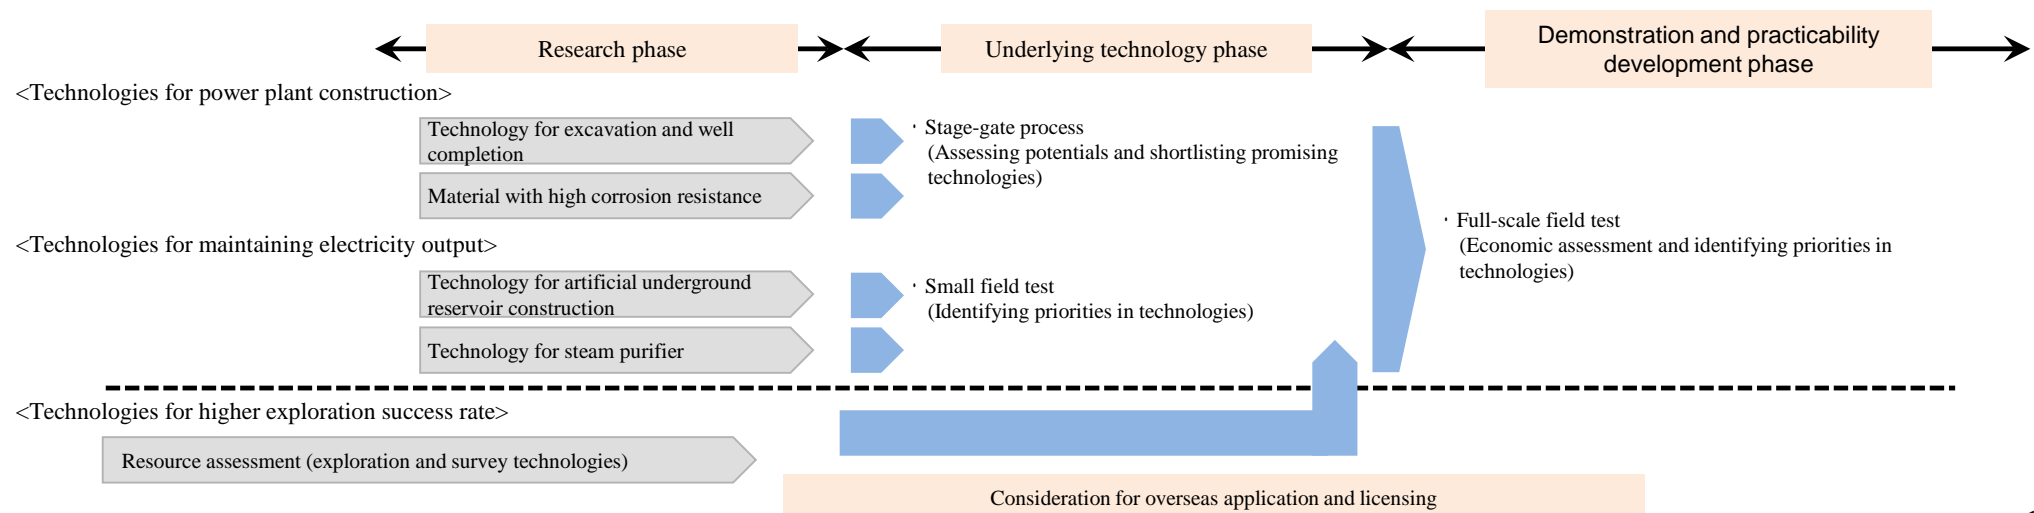 Research phase
Underlying technology phase
Demonstration and practicability
development phase
<Technologies for power plant construction>
Technology for excavation and well
completion
・Stage-gate process
(Assessing potentials and shortlisting promising
technologies)
Material with high corrosion resistance
・Full-scale field test
(Economic assessment and identifying priorities in
technologies)
<Technologies for maintaining electricity output>
Technology for artificial underground
reservoir construction
・Small field test
(Identifying priorities in technologies)
Technology for steam purifier
<Technologies for higher exploration success rate>
Resource assessment (exploration and survey technologies)
Consideration for overseas application and licensing